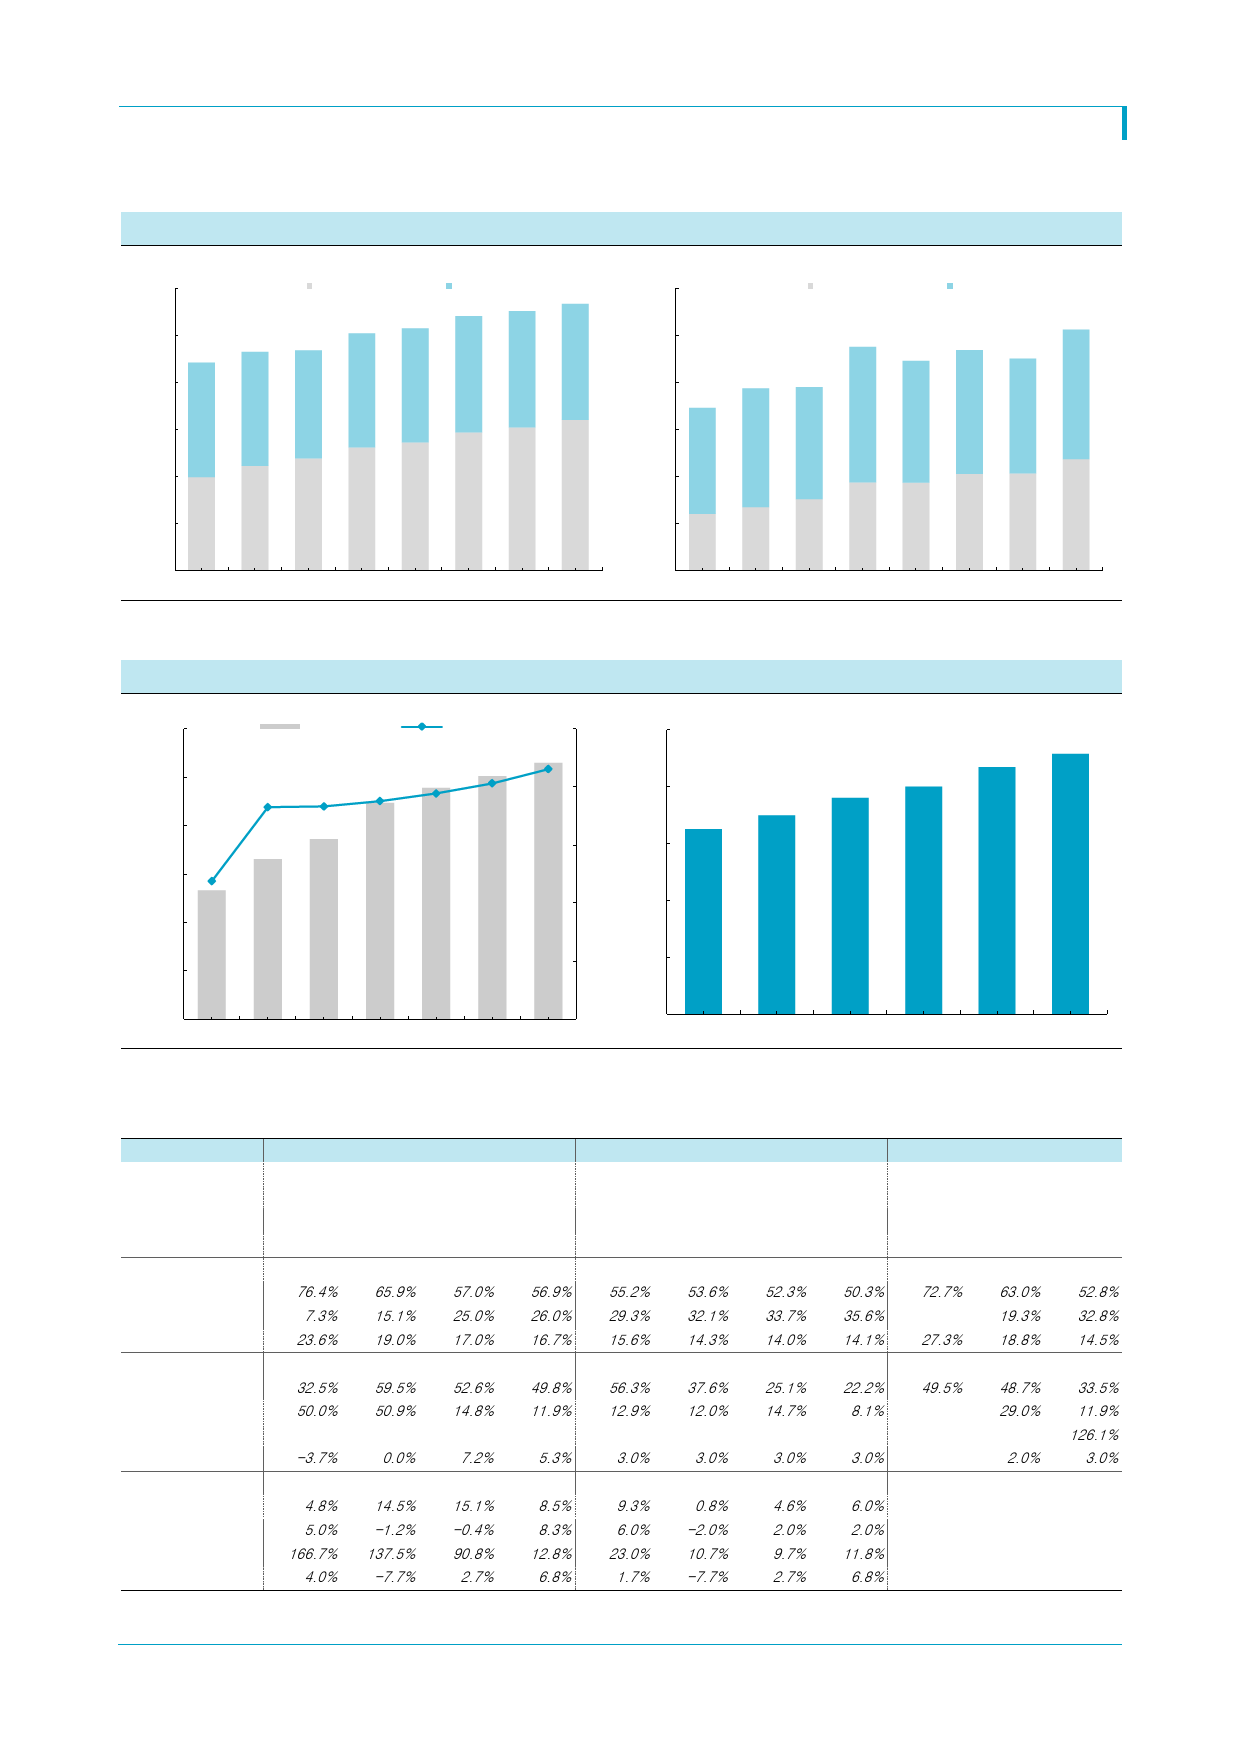 76.4% 65.9% 57.0% 56.9% 55.2% 53.6% 52.3% 50.3% 72.7% 63.0% 52.8%
7.3% 15.1% 25.0% 26.0% 29.3% 32.1% 33.7% 35.6% 19.3% 32.8%
23.6% 19.0% 17.0% 16.7% 15.6% 14.3% 14.0% 14.1% 27.3% 18.8% 14.5%
32.5% 59.5% 52.6% 49.8% 56.3% 37.6% 25.1% 22.2% 49.5% 48.7% 33.5%
50.0% 50.9% 14.8% 11.9% 12.9% 12.0% 14.7% 8.1% 29.0% 11.9%
126.1%
-3.7% 0.0% 7.2% 5.3% 3.0% 3.0% 3.0% 3.0% 2.0% 3.0%
4.8% 14.5% 15.1% 8.5% 9.3% 0.8% 4.6% 6.0%
5.0% -1.2% -0.4% 8.3% 6.0% -2.0% 2.0% 2.0%
166.7% 137.5% 90.8% 12.8% 23.0% 10.7% 9.7% 11.8%
4.0% -7.7% 2.7% 6.8% 1.7% -7.7% 2.7% 6.8%